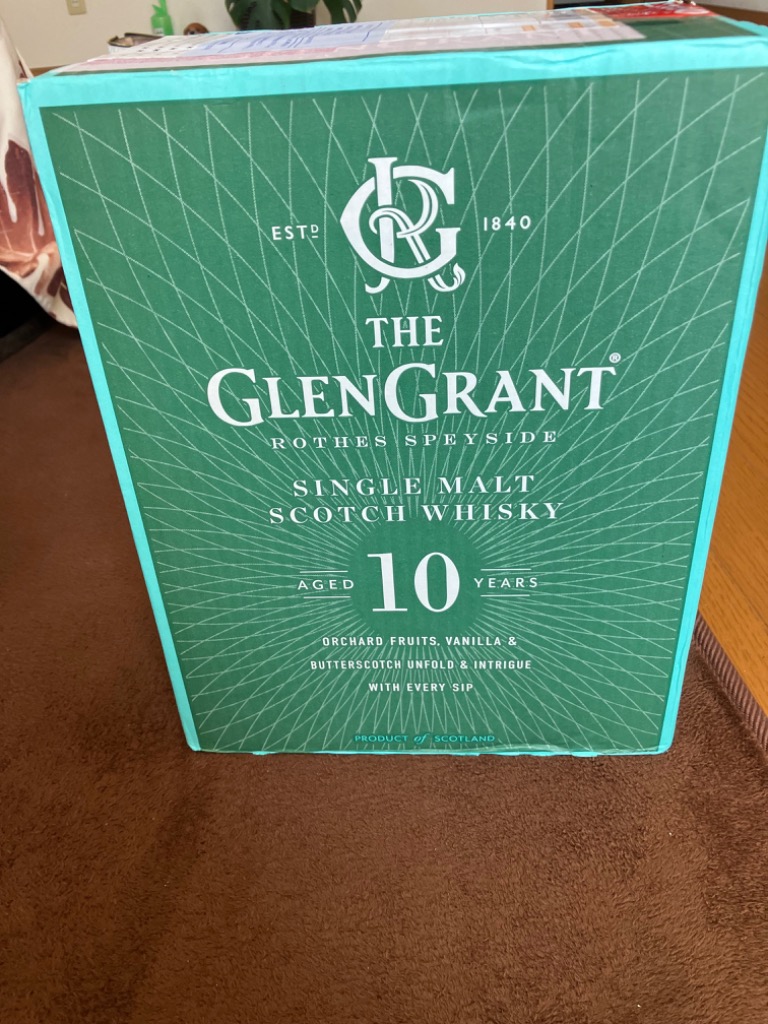 ESTD 1840
THE
GLENGRANT®
ROTHES SPEYSIDE
SINGLE MALT
SCOTCH WHISKY
AGED 10 YEARS
ORCHARD FRUITS, VANILLA &
BUTTERSCOTCH UNFOLD & INTRIGUE
WITH EVERY SIP
PRODUCT of SCOTLAND